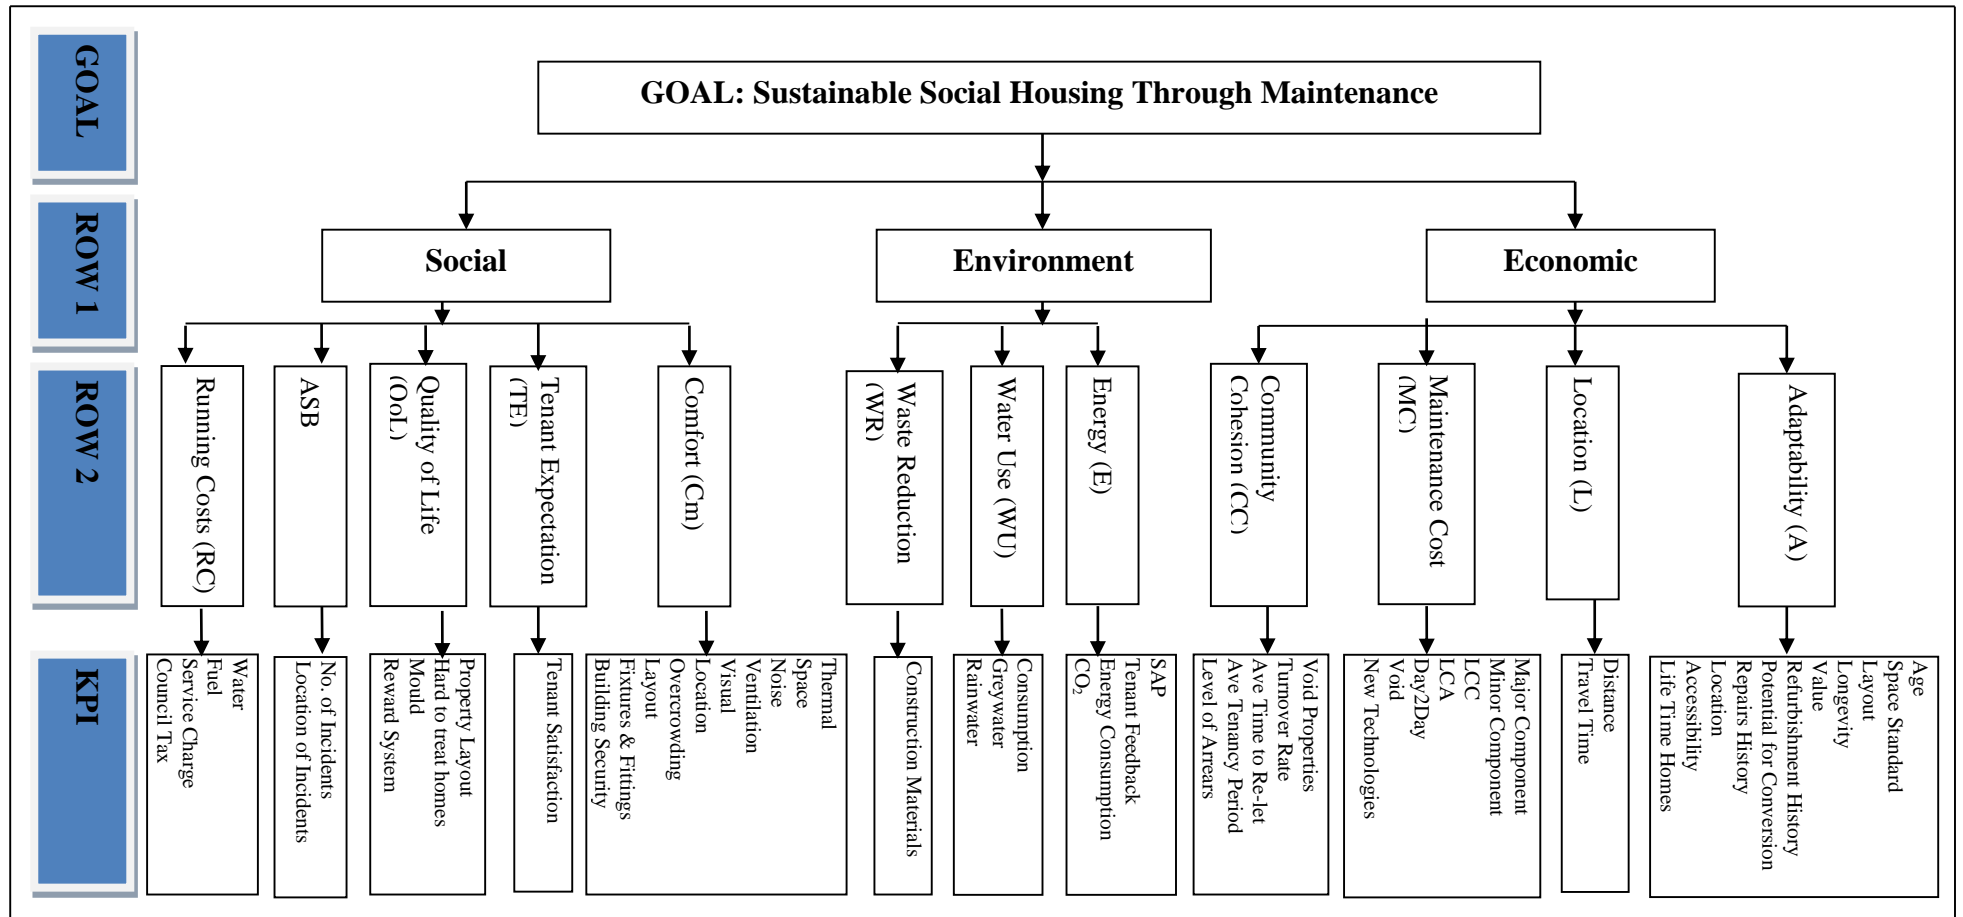 GOAL
GOAL: Sustainable Social Housing Through Maintenance
ROW 1
Social
Environment
Economic
ROW 2
Running Costs (RC)
ASB
Quality of Life
(QoL)
Tenant Expectation
(TE)
Comfort (Cm)
Waste Reduction
(WR)
Water Use (WU)
Energy (E)
Community
Cohesion (CC)
Maintenance Cost
(MC)
Location (L)
Adaptability (A)
KPI
Water
Fuel
Service Charge
Council Tax
No. of Incidents
Location of Incidents
Property Layout
Hard to treat homes
Mould
Reward System
Tenant Satisfaction
Thermal
Space
Noise
Ventilation
Visual
Location
Overcrowding
Layout
Fixtures & Fittings
Building Security
Construction Materials
Consumption
Greywater
Rainwater
SAP
Tenant Feedback
Energy Consumption
CO₂
Void Properties
Turnover Rate
Ave Time to Re-let
Ave Tenancy Period
Level of Arrears
Major Component
Minor Component
LCC
LCA
Day2Day
Void
New Technologies
Distance
Travel Time
Age
Space Standard
Layout
Longevity
Value
Refurbishment History
Potential for Conversion
Repairs History
Location
Accessibility
Life Time Homes